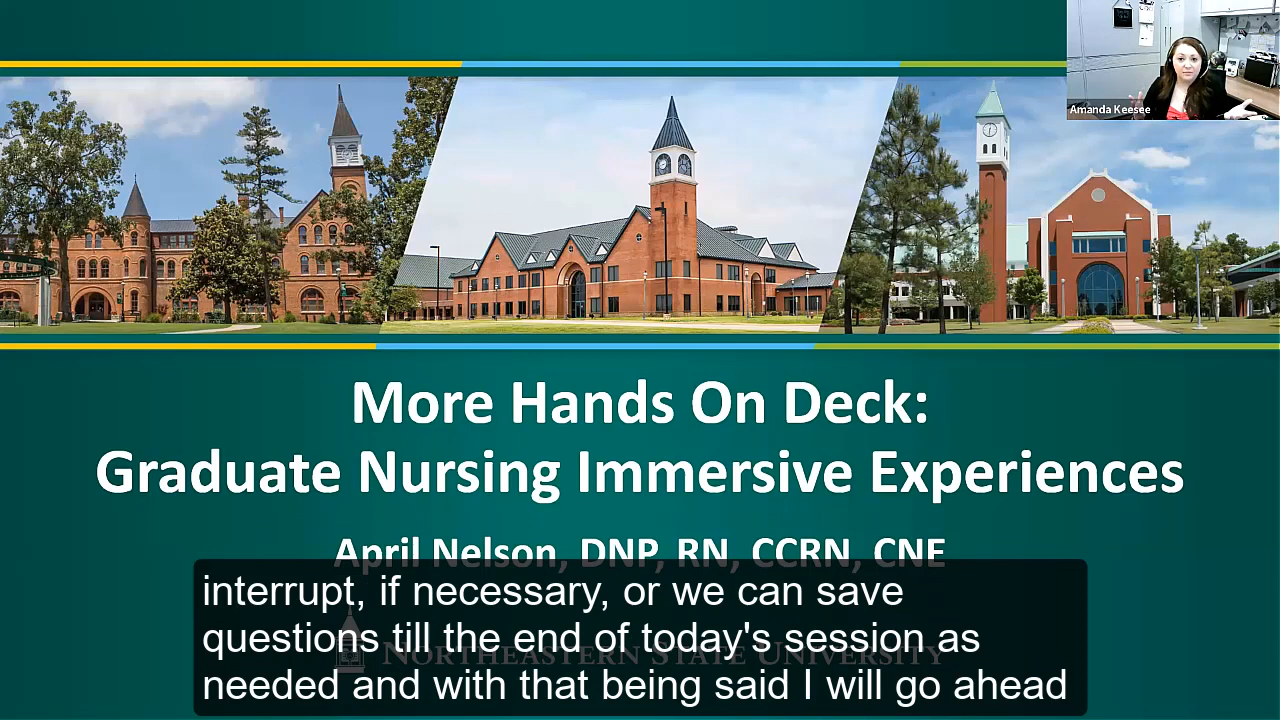 Amanda Keesee
More Hands On Deck:
Graduate Nursing Immersive Experiences
April Nelson, DNP, RN, CCRN, CNE
NORTHEASTERN STATE UNIVERSITY
interrupt, if necessary, or we can save
questions till the end of today's session as
needed and with that being said I will go ahead